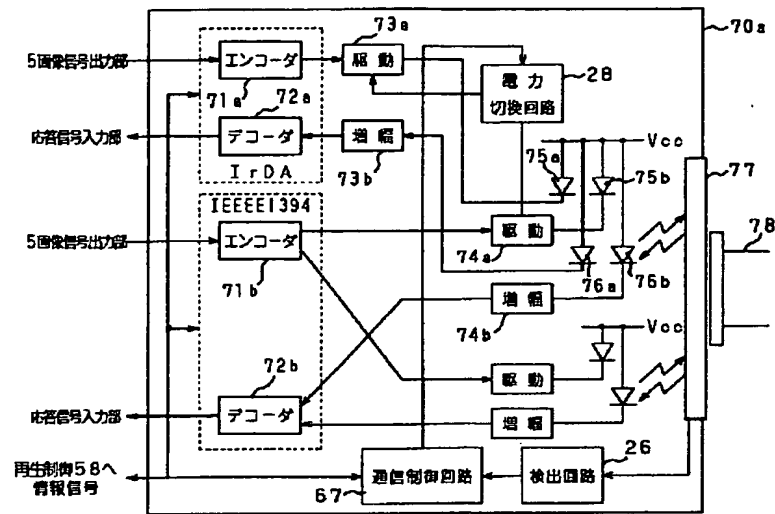 73a
70a
5画像信号出力部
エンコーダ
駆動
電力
切換回路
28
71a
72a
応答信号入力部
デコーダ
増幅
Vcc
75a
75b
77
IrDA
73b
IEEEE1394
5画像信号出力部
エンコーダ
駆動
78
71b
74a
76a
76b
増幅
74b
Vcc
72b
駆動
応答信号入力部
デコーダ
増幅
再生制御58へ
情報信号
通信制御回路
検出回路
26
67